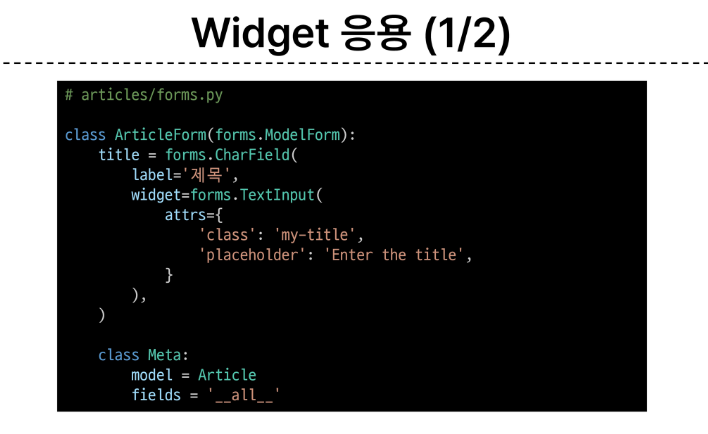 Widget 응용 (1/2)
# articles/forms.py
class ArticleForm(forms.ModelForm):
    title = forms.CharField(
        label='제목',
        widget=forms.TextInput(
            attrs={
                'class': 'my-title',
                'placeholder': 'Enter the title',
            }
        ),
    )
    class Meta:
        model = Article
        fields = '__all__'